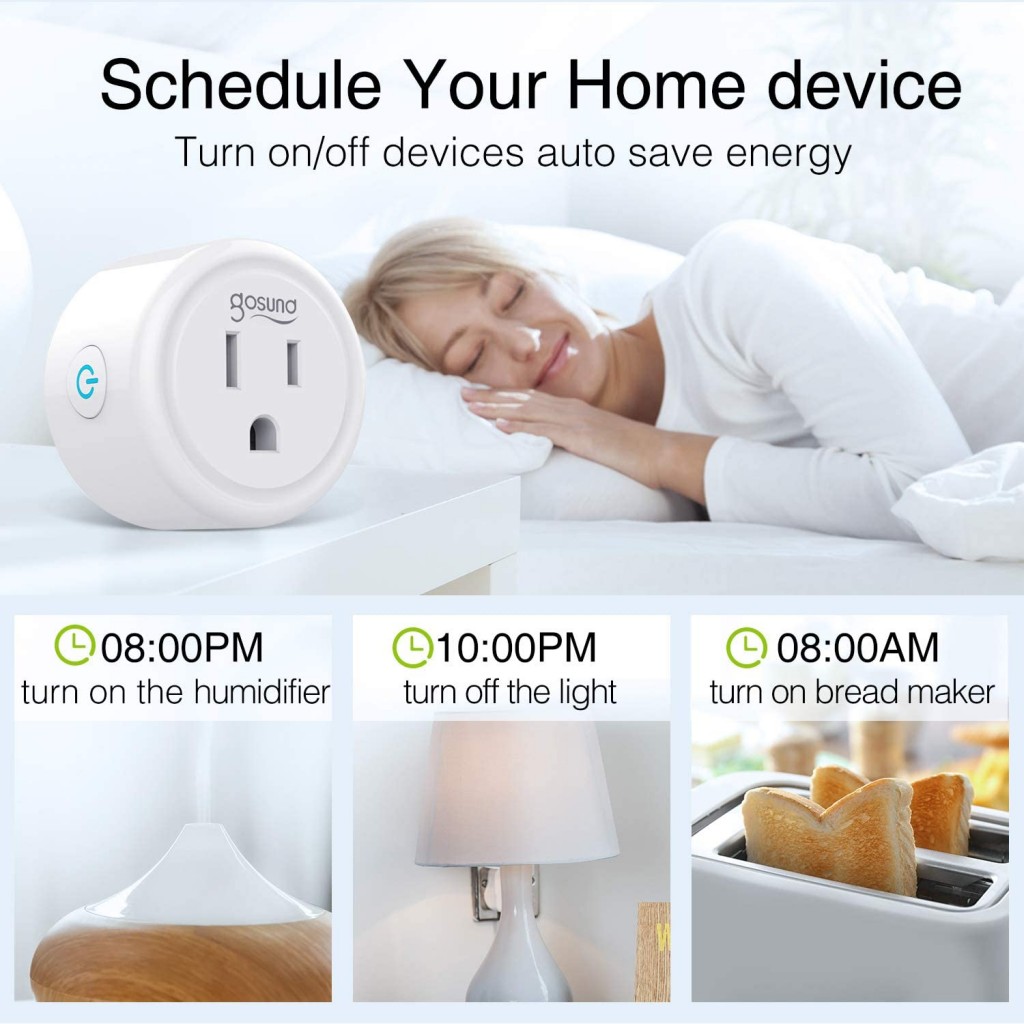 Schedule Your Home device
Turn on/off devices auto save energy
gosund
08:00PM
turn on the humidifier
10:00PM
turn off the light
08:00AM
turn on bread maker